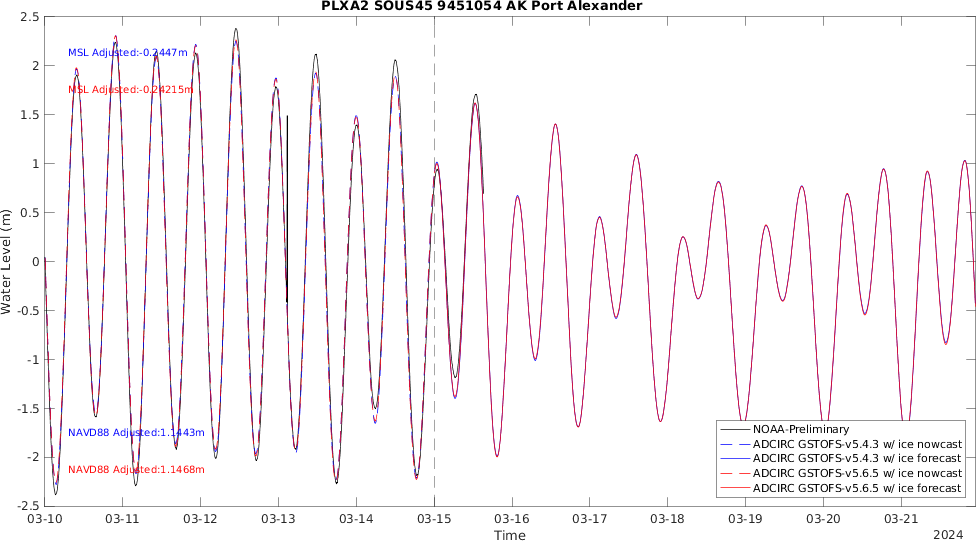 PLXA2 SOUS45 9451054 AK Port Alexander
2.5
2
1.5
1
0.5
0
-0.5
-1
-1.5
-2
-2.5
Water Level (m)
MSL Adjusted:-0.2447m
MSL Adjusted:-0.24215m
NAVD88 Adjusted:1.1443m
NAVD88 Adjusted:1.1468m
NOAA-Preliminary
ADCIRC GSTOFS-v5.4.3 w/ ice nowcast
ADCIRC GSTOFS-v5.4.3 w/ ice forecast
ADCIRC GSTOFS-v5.6.5 w/ ice nowcast
ADCIRC GSTOFS-v5.6.5 w/ ice forecast
03-10 03-11 03-12 03-13 03-14 03-15 03-16 03-17 03-18 03-19 03-20 03-21
Time
2024